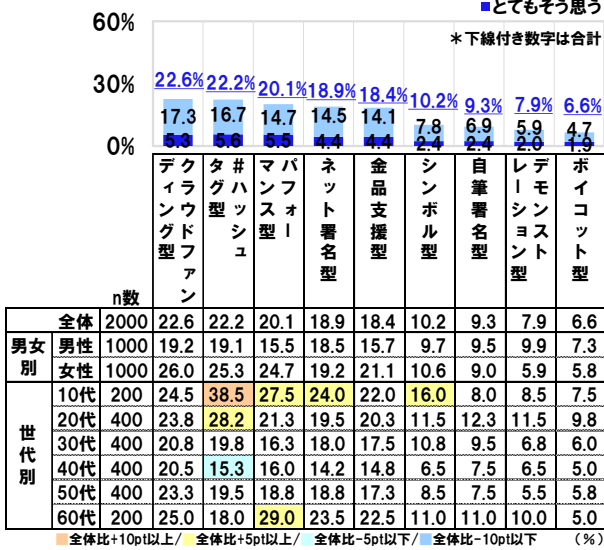 ■とてもそう思う
60%
＊下線付き数字は合計
30%
22.6% 22.2% 20.1% 18.9% 18.4% 10.2% 9.3% 7.9% 6.6%
17.3 16.7 14.7 14.5 14.1 7.8 6.9 5.9 4.7
5.3 5.6 5.5 4.4 4.4 2.4 2.4 2.0 1.9
0%
クラウドファンディング型
#ハッシュタグ型
パフォーマンス型
ネット署名型
金品支援型
シンボル型
自筆署名型
デモンストレーション型
ボイコット型
n数
全体 2000 22.6 22.2 20.1 18.9 18.4 10.2 9.3 7.9 6.6
男女別
男性 1000 19.2 19.1 15.5 18.5 15.7 9.7 9.5 9.9 7.3
女性 1000 26.0 25.3 24.7 19.2 21.1 10.6 9.0 5.9 5.8
世代別
10代 200 24.5 38.5 27.5 24.0 22.0 16.0 8.0 8.5 7.5
20代 400 23.8 28.2 21.3 19.5 20.3 11.5 12.3 11.5 9.8
30代 400 20.8 19.8 16.3 18.0 17.5 10.8 9.5 6.8 6.0
40代 400 20.5 15.3 16.0 14.2 14.8 6.5 7.5 6.5 5.0
50代 400 23.3 19.5 18.8 18.8 17.3 8.5 7.5 5.5 5.8
60代 200 25.0 18.0 29.0 23.5 22.5 11.0 11.0 10.0 5.0
■全体比+10pt以上/■全体比+5pt以上/■全体比-5pt以下/■全体比-10pt以下 (%)